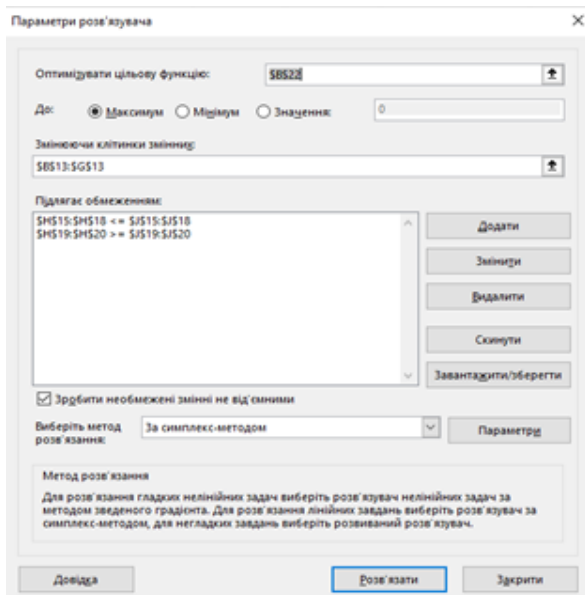 Параметри розв'язувача
Оптимізувати цільову функцію:
$B$22
До:
Максимум
Мінімум
Значення:
0
Змінюючи клітинки змінних:
$B$13:$G$13
Підлягає обмеженням:
$H$15:$H$18 <= $J$15:$J$18
$H$19:$H$20 >= $J$19:$J$20
Додати
Змінити
Видалити
Скинути
Завантажити/зберегти
Зробити необмежені змінні не від'ємними
Виберіть метод
розв'язання:
За симплекс-методом
Параметри
Метод розв'язання
Для розв'язання гладких нелінійних задач виберіть розв'язувач нелінійних задач за
методом зведеного градієнта. Для розв'язання лінійних завдань виберіть розв'язувач за
симплекс-методом, для негладких завдань виберіть розвиваний розв'язувач.
Довідка
Розв'язати
Закрити